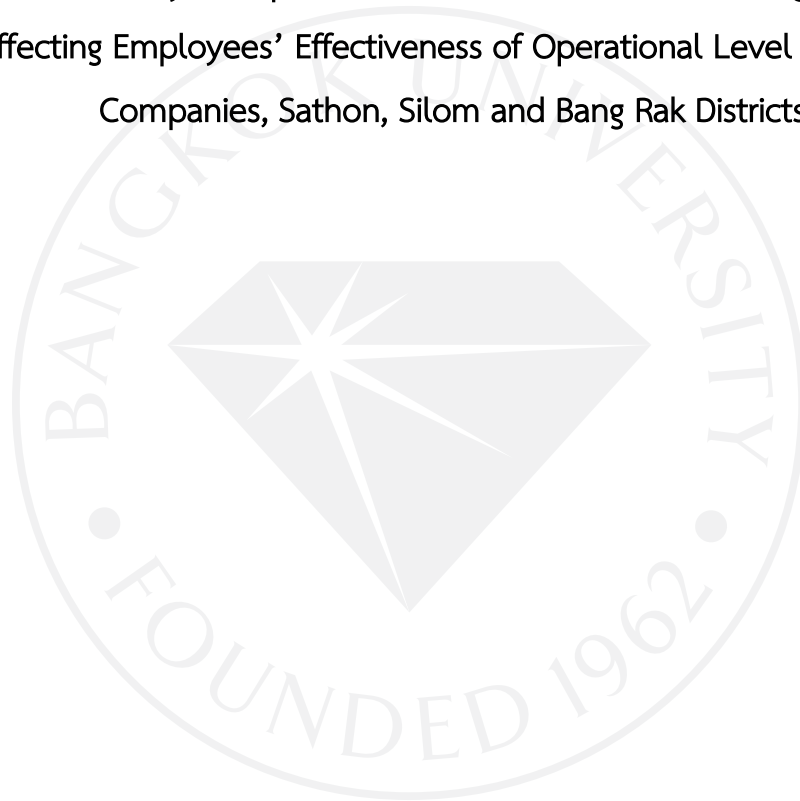 ffecting Employees’ Effectiveness of Operational Level
Companies, Sathon, Silom and Bang Rak Districts
BANGKOK UNIVERSITY
• FOUNDED 1962 •